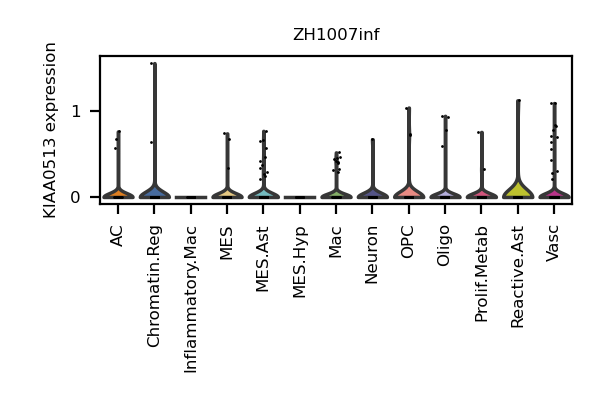 ZH1007inf
KIAA0513 expression
1
0
AC
Chromatin.Reg
Inflammatory.Mac
MES
MES.Ast
MES.Hyp
Mac
Neuron
OPC
Oligo
Prolif.Metab
Reactive.Ast
Vasc